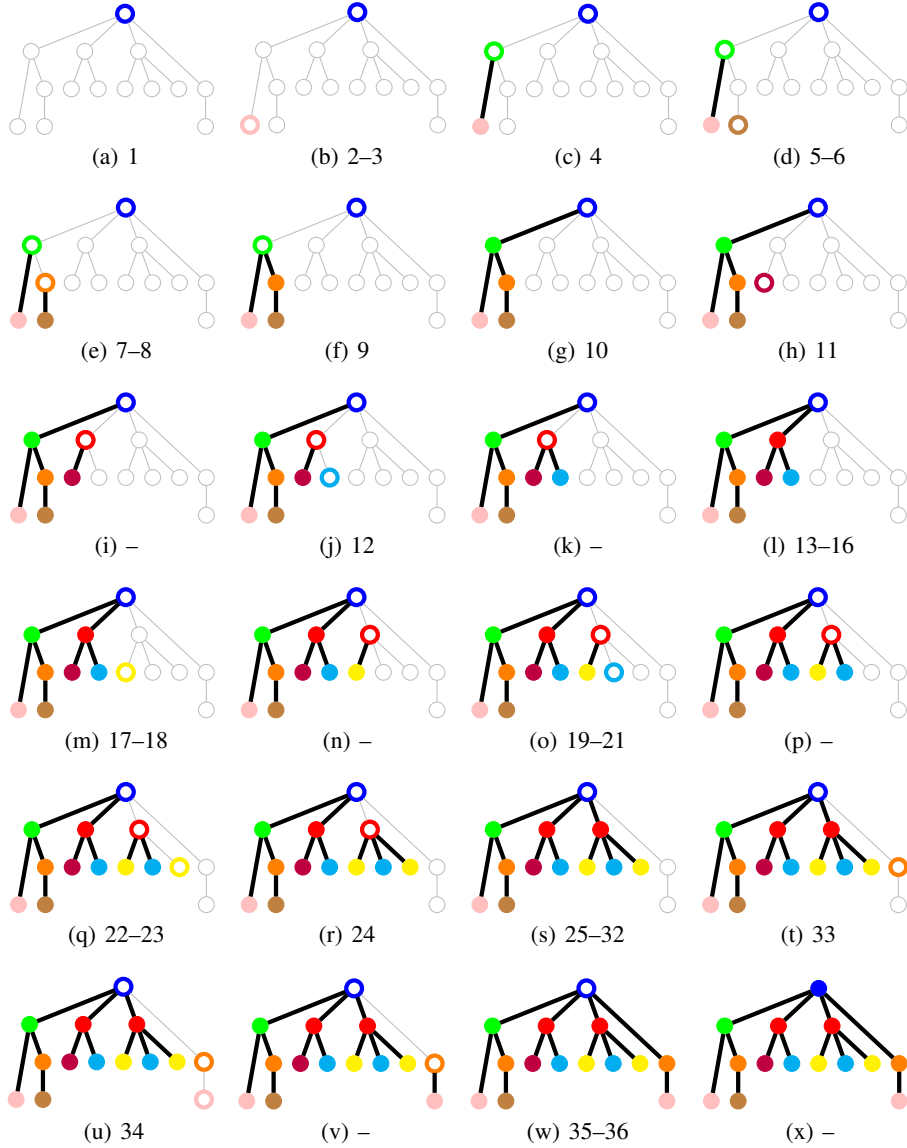 (a) 1 (b) 2–3 (c) 4 (d) 5–6
(e) 7–8 (f) 9 (g) 10 (h) 11
(i) – (j) 12 (k) – (l) 13–16
(m) 17–18 (n) – (o) 19–21 (p) –
(q) 22–23 (r) 24 (s) 25–32 (t) 33
(u) 34 (v) – (w) 35–36 (x) –